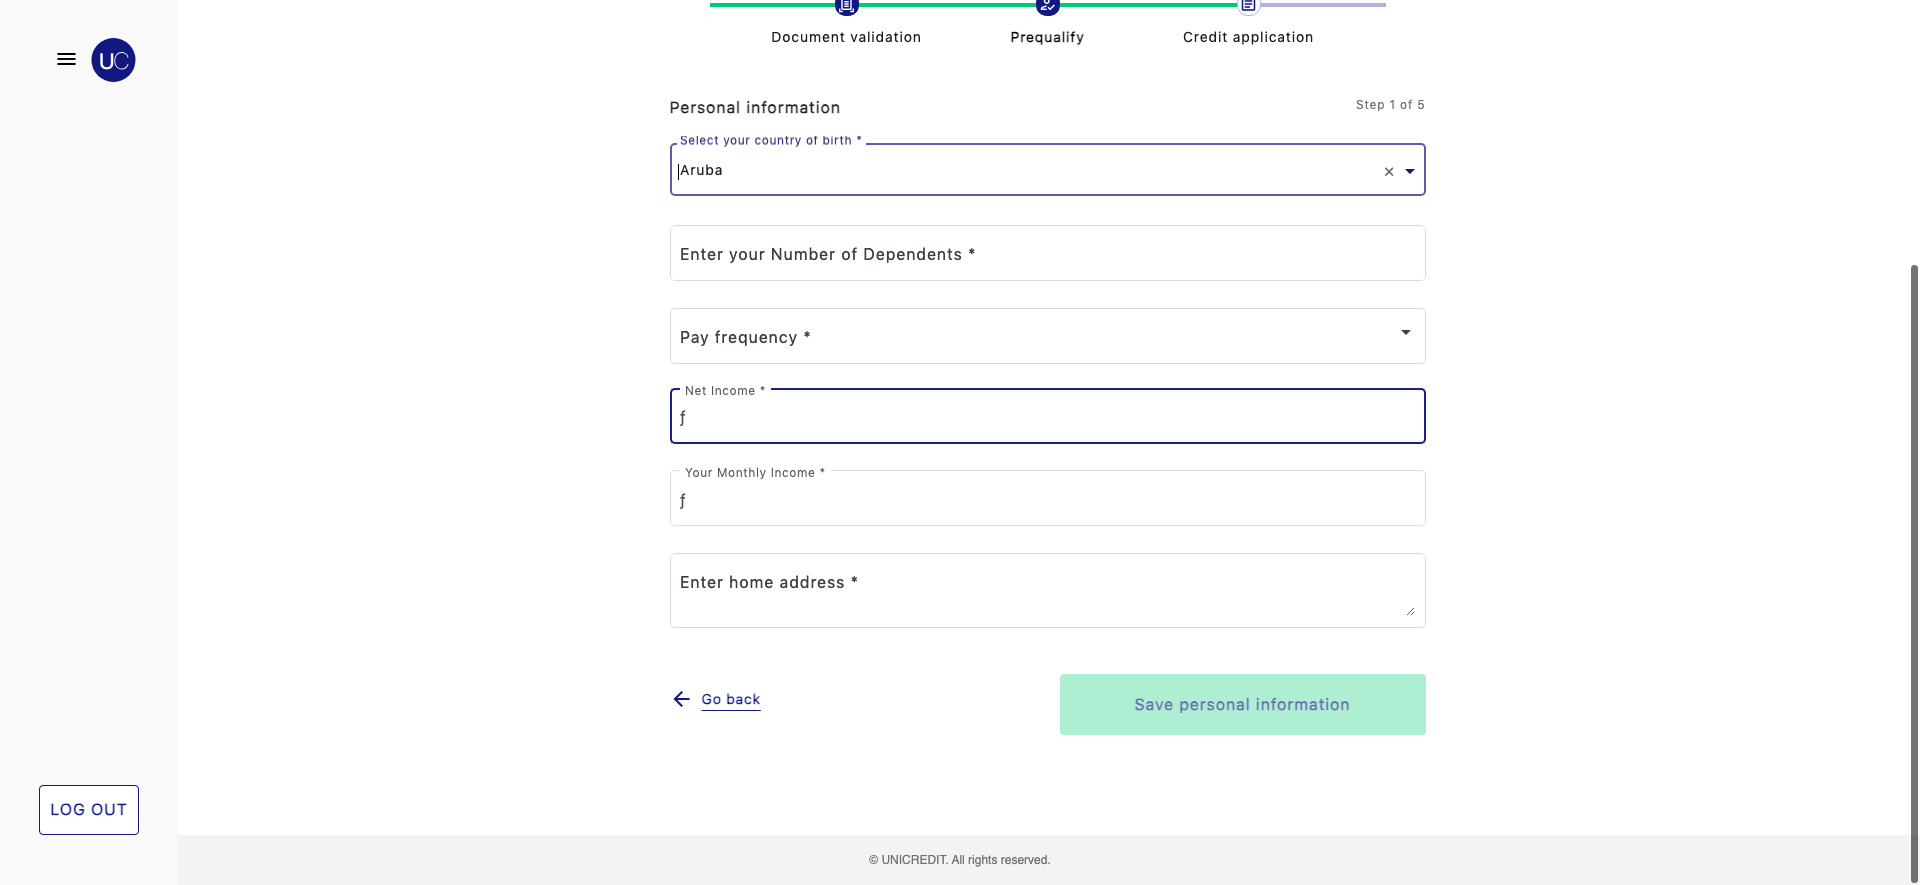 UC
Document validation
Prequalify
Credit application
Personal information
Step 1 of 5
Select your country of birth *
Aruba
Enter your Number of Dependents *
Pay frequency *
Net Income *
ƒ
Your Monthly Income *
ƒ
Enter home address *
Go back
Save personal information
LOG OUT
© UNICREDIT. All rights reserved.